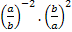 (a/b)⁻² · (b/a)²